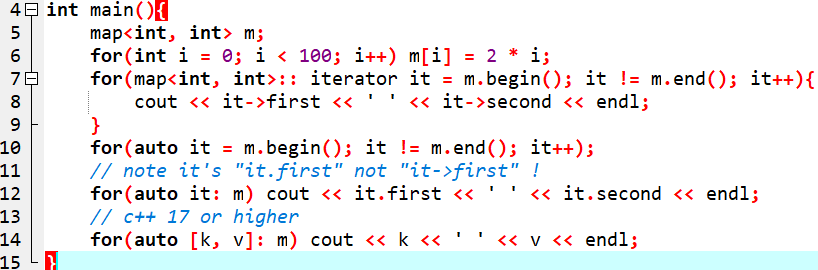 4 int main(){
5 map<int, int> m;
6 for(int i = 0; i < 100; i++) m[i] = 2 * i;
7 for(map<int, int>:: iterator it = m.begin(); it != m.end(); it++){
8 cout << it->first << ' ' << it->second << endl;
9 }
10 for(auto it = m.begin(); it != m.end(); it++);
11 // note it's "it.first" not "it->first" !
12 for(auto it: m) cout << it.first << ' ' << it.second << endl;
13 // c++ 17 or higher
14 for(auto [k, v]: m) cout << k << ' ' << v << endl;
15 }